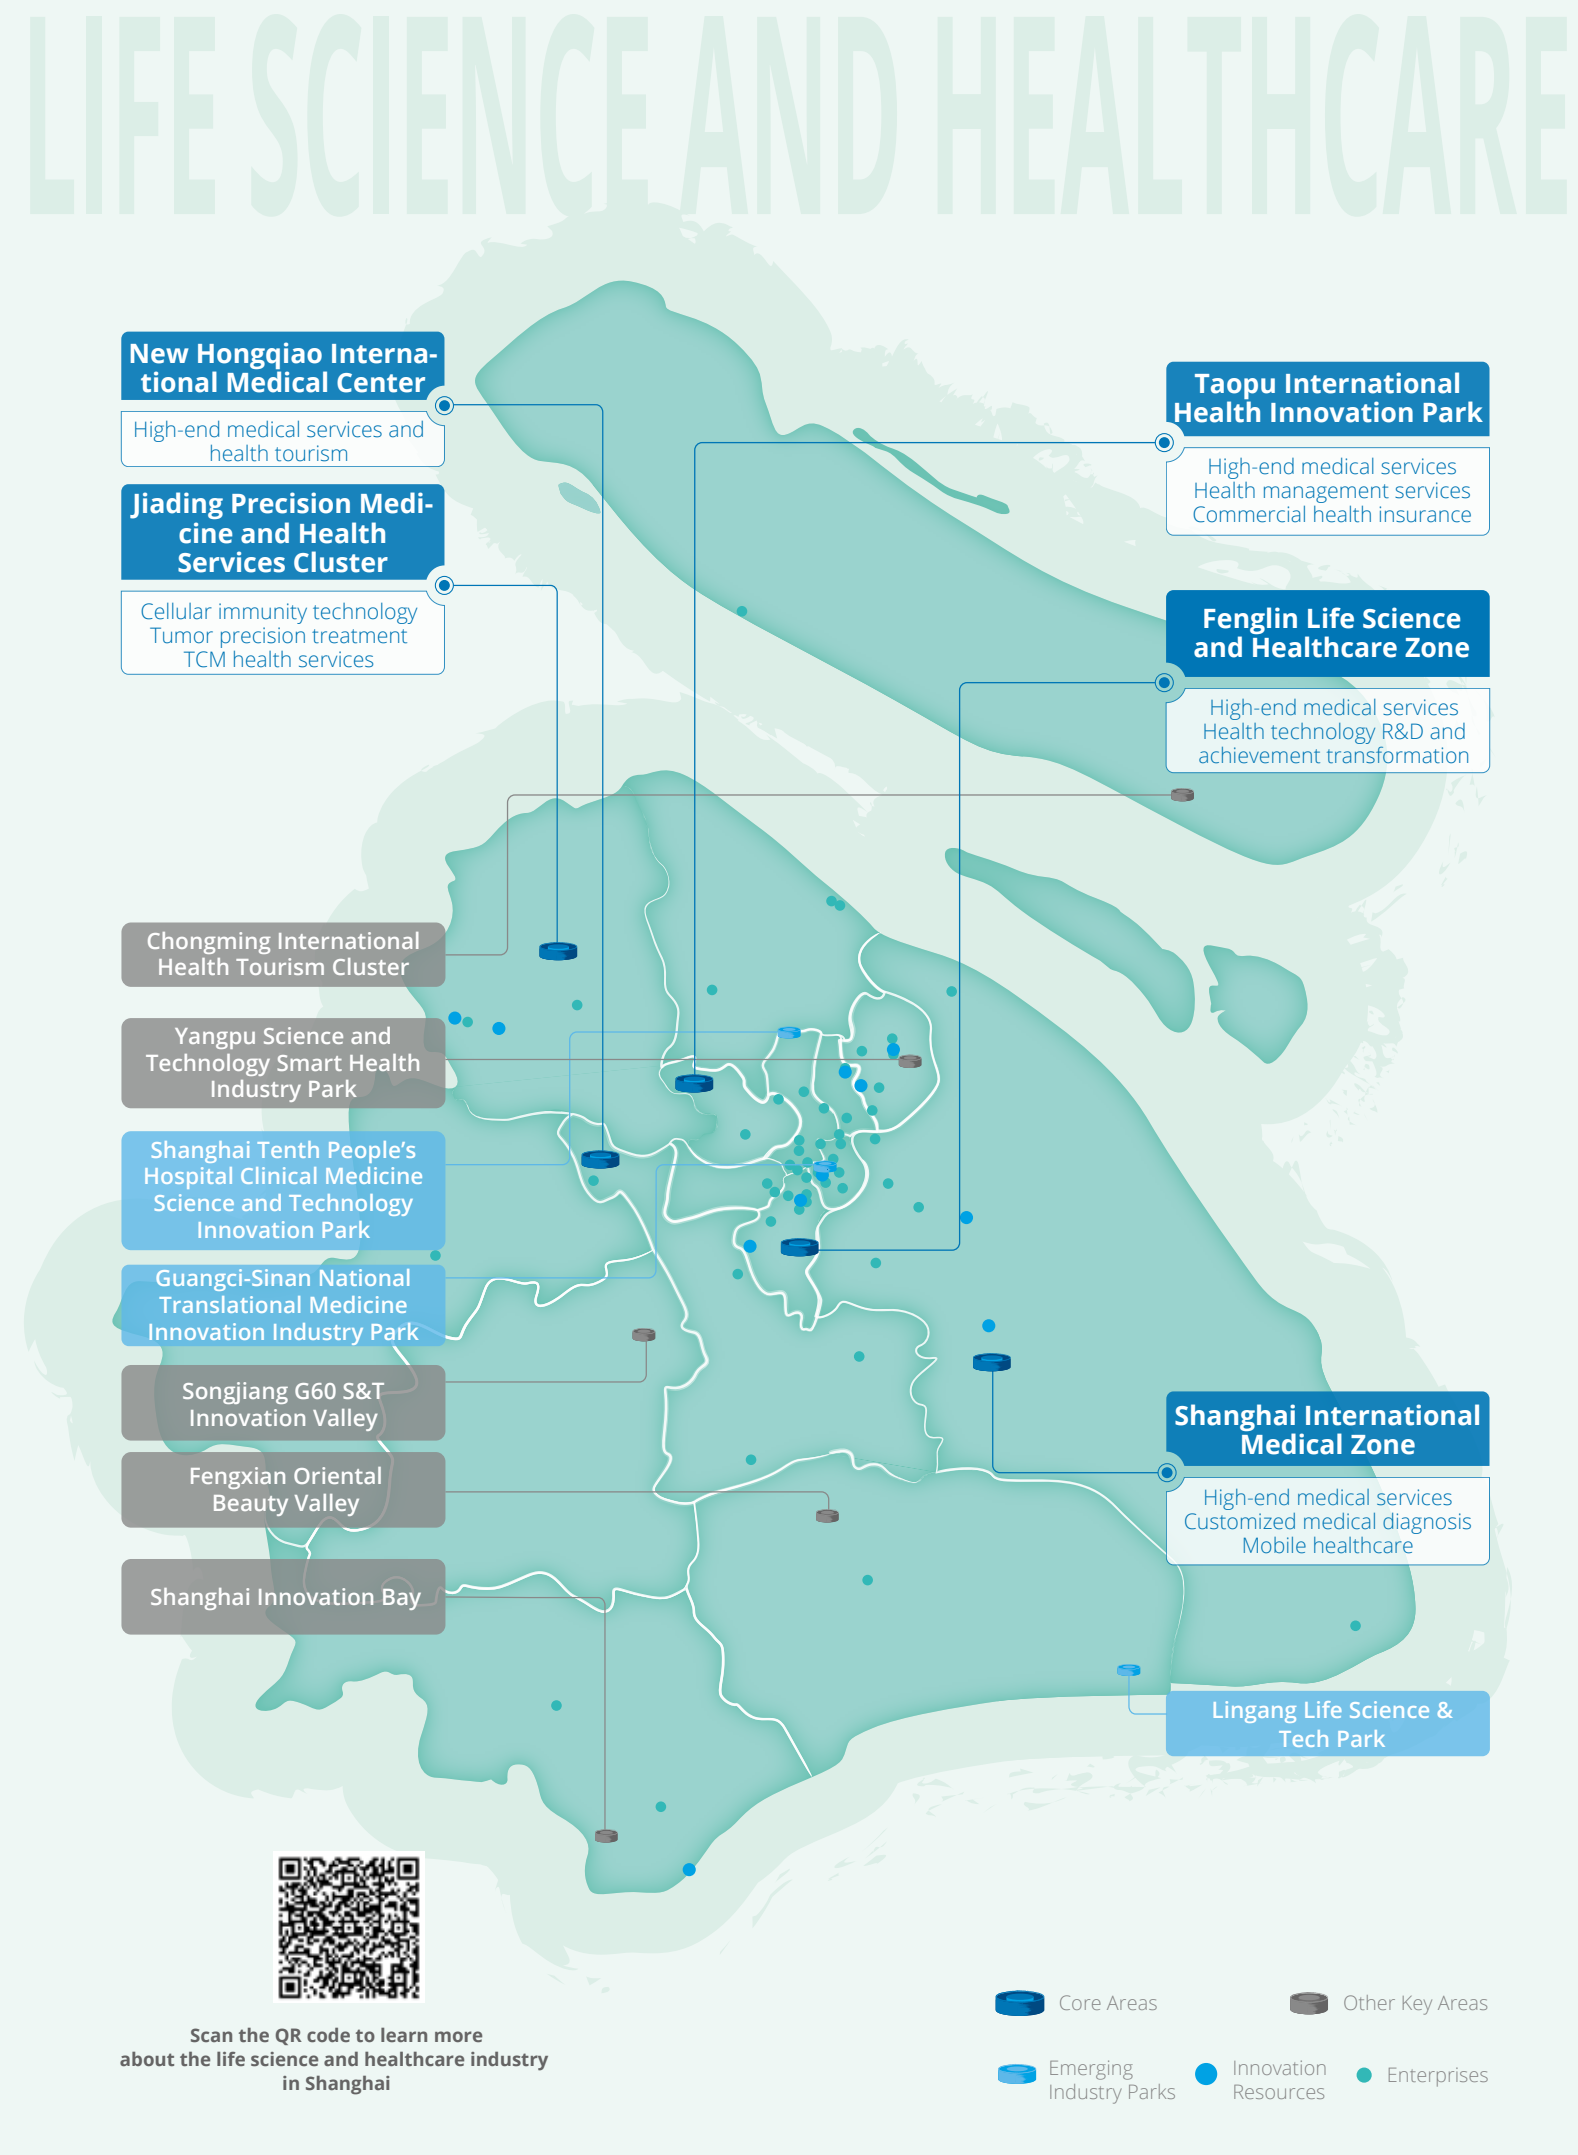 LIFE SCIENCE AND HEALTHCARE
New Hongqiao Interna-
tional Medical Center
High-end medical services and
health tourism
Jiading Precision Medi-
cine and Health
Services Cluster
Cellular immunity technology
Tumor precision treatment
TCM health services
Taopu International
Health Innovation Park
High-end medical services
Health management services
Commercial health insurance
Fenglin Life Science
and Healthcare Zone
High-end medical services
Health technology R&D and
achievement transformation
Chongming International
Health Tourism Cluster
Yangpu Science and
Technology Smart Health
Industry Park
Shanghai Tenth People’s
Hospital Clinical Medicine
Science and Technology
Innovation Park
Guangci-Sinan National
Translational Medicine
Innovation Industry Park
Songjiang G60 S&T
Innovation Valley
Fengxian Oriental
Beauty Valley
Shanghai Innovation Bay
Shanghai International
Medical Zone
High-end medical services
Customized medical diagnosis
Mobile healthcare
Lingang Life Science &
Tech Park
Scan the QR code to learn more
about the life science and healthcare industry
in Shanghai
Core Areas
Other Key Areas
Emerging
Industry Parks
Innovation
Resources
Enterprises